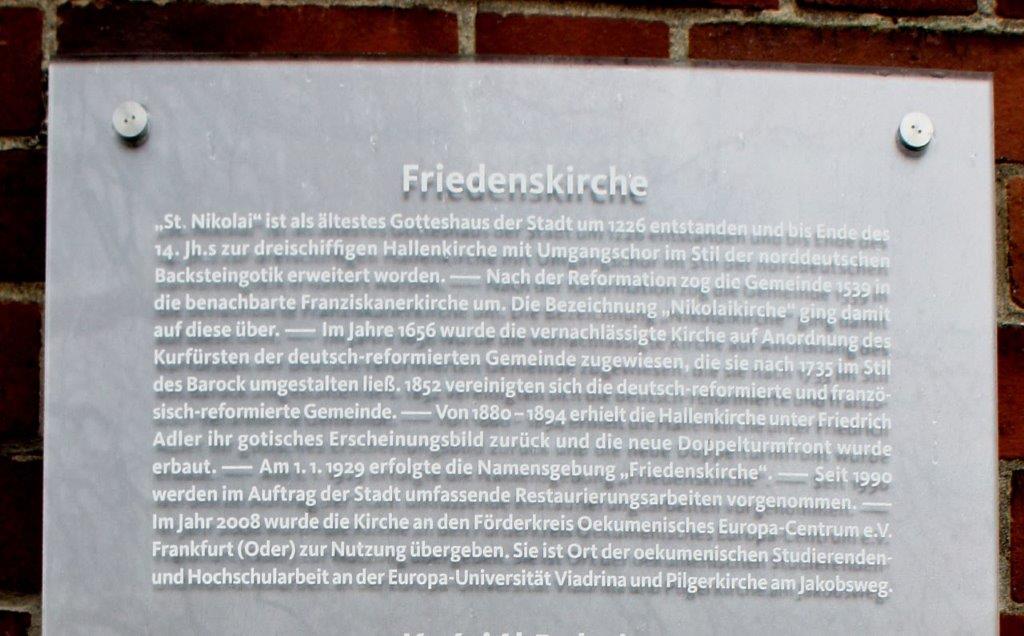 Friedenskirche
„St. Nikolai“ ist als ältestes Gotteshaus der Stadt um 1226 entstanden und bis Ende des
14. Jh.s zur dreischiffigen Hallenkirche mit Umgangschor im Stil der norddeutschen
Backsteingotik erweitert worden. — Nach der Reformation zog die Gemeinde 1539 in
die benachbarte Franziskanerkirche um. Die Bezeichnung „Nikolaikirche“ ging damit
auf diese über. — Im Jahre 1656 wurde die vernachlässigte Kirche auf Anordnung des
Kurfürsten der deutsch-reformierten Gemeinde zugewiesen, die sie nach 1735 im Stil
des Barock umgestalten ließ. 1852 vereinigten sich die deutsch-reformierte und franzö-
sisch-reformierte Gemeinde. — Von 1880–1894 erhielt die Hallenkirche unter Friedrich
Adler ihr gotisches Erscheinungsbild zurück und die neue Doppelturmfront wurde
erbaut. — Am 1. 1. 1929 erfolgte die Namensgebung „Friedenskirche“. — Seit 1990
werden im Auftrag der Stadt umfassende Restaurierungsarbeiten vorgenommen. —
Im Jahr 2008 wurde die Kirche an den Förderkreis Oekumenisches Europa-Centrum e.V.
Frankfurt (Oder) zur Nutzung übergeben. Sie ist Ort der oekumenischen Studierenden-
und Hochschularbeit an der Europa-Universität Viadrina und Pilgerkirche am Jakobsweg.